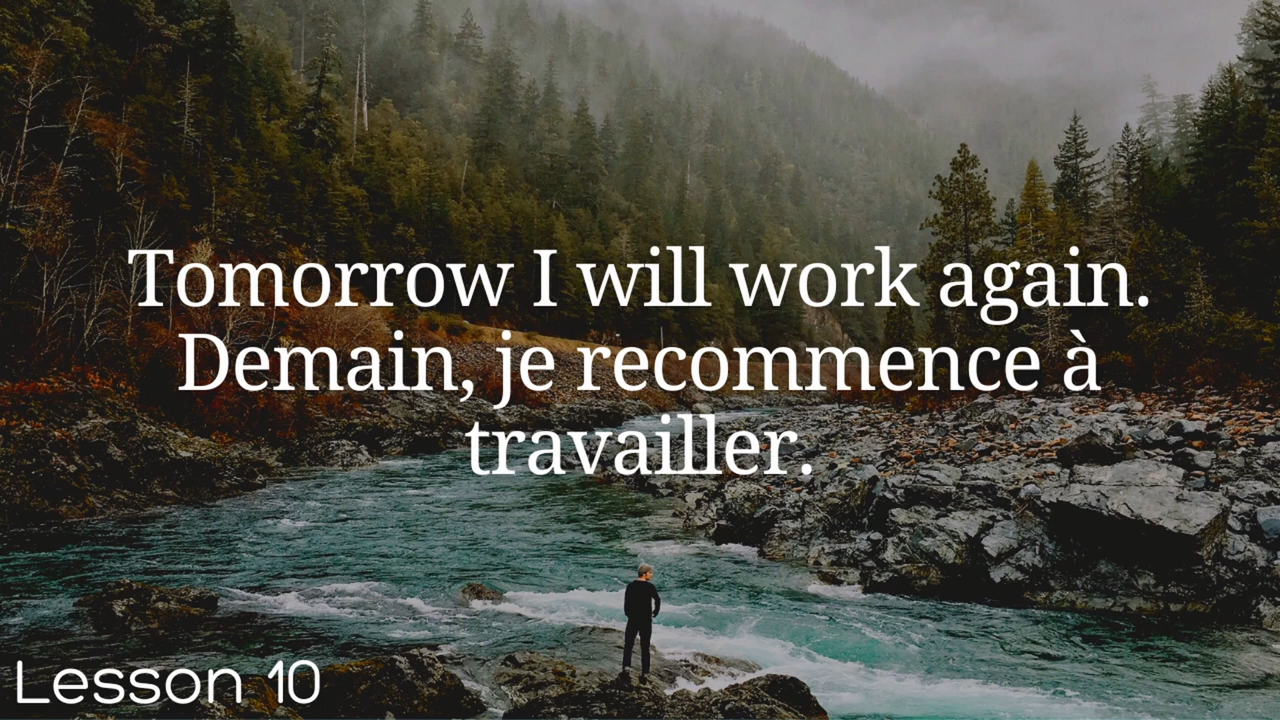 Tomorrow I will work again.
Demain, je recommence à
travailler.
Lesson 10